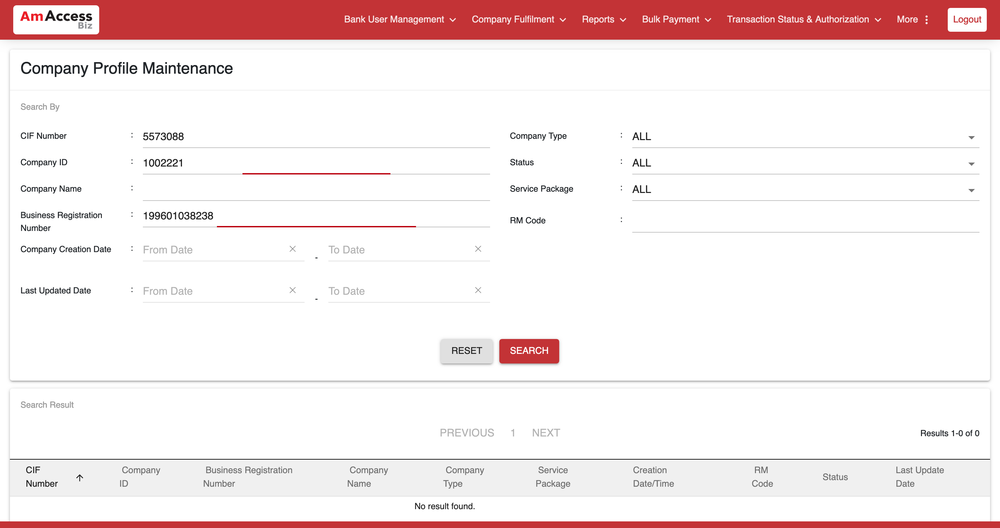 AmAccess
Biz
Bank User Management
Company Fulfilment
Reports
Bulk Payment
Transaction Status & Authorization
More
Logout
Company Profile Maintenance
Search By
CIF Number : 5573088
Company Type : ALL
Company ID : 1002221
Status : ALL
Company Name :
Service Package : ALL
Business Registration
Number : 199601038238
RM Code :
Company Creation Date : From Date - To Date
Last Updated Date : From Date - To Date
RESET
SEARCH
Search Result
PREVIOUS 1 NEXT
Results 1-0 of 0
CIF
Number
Company
ID
Business Registration
Number
Company
Name
Company
Type
Service
Package
Creation
Date/Time
RM
Code
Status
Last Update
Date
No result found.